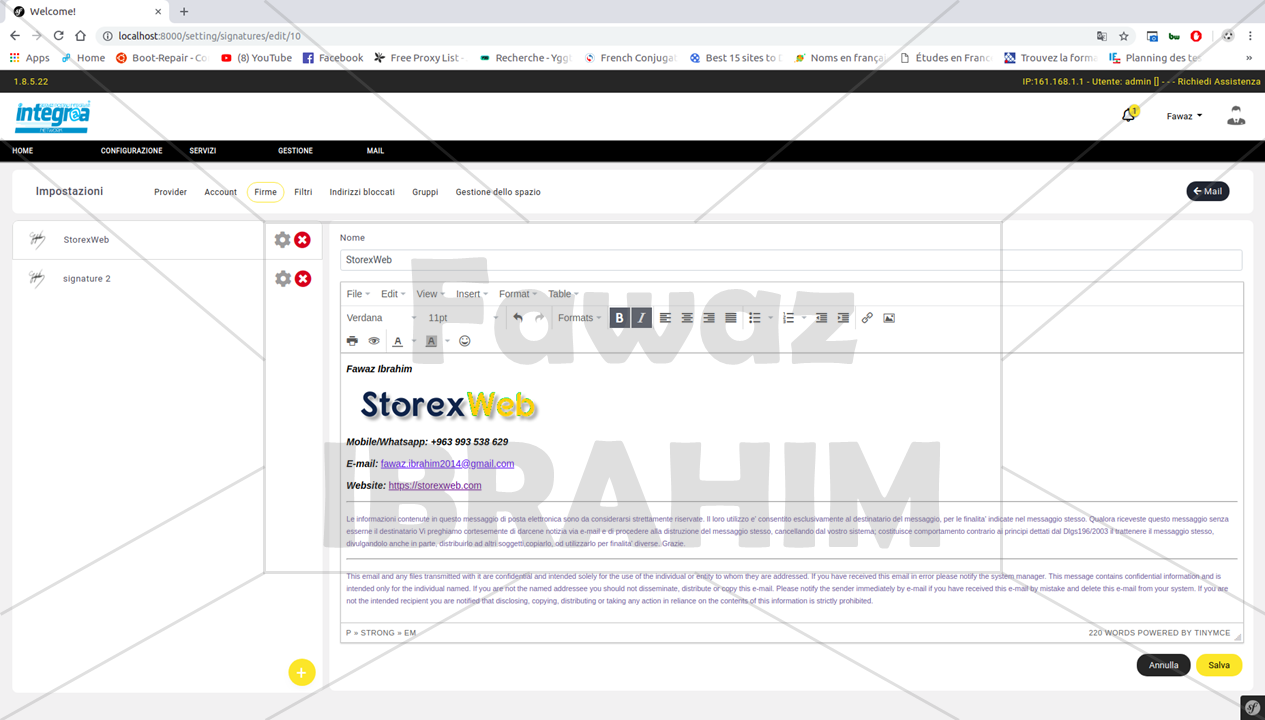 Welcome!
localhost:8000/setting/signatures/edit/10
Apps Home Boot-Repair - Co (8) YouTube Facebook Free Proxy List - Recherche - Yggt French Conjugat Best 15 sites to D Noms en françai Études en Franc Trouvez la forma Planning des tes »
1.8.5.22 IP:161.168.1.1 - Utente: admin [] - - - Richiedi Assistenza
integraa
NETWORK
1
Fawaz
HOME CONFIGURAZIONE SERVIZI GESTIONE MAIL
Impostazioni Provider Account Firme Filtri Indirizzi bloccati Gruppi Gestione dello spazio Mail
StorexWeb
signature 2
Nome
StorexWeb
File Edit View Insert Format Table
Verdana 11pt Formats B I
A A
Fawaz Ibrahim
StorexWeb
Mobile/Whatsapp: +963 993 538 629
E-mail: fawaz.ibrahim2014@gmail.com
Website: https://storexweb.com
Le informazioni contenute in questo messaggio di posta elettronica sono da considerarsi strettamente riservate. Il loro utilizzo e' consentito esclusivamente al destinatario del messaggio, per le finalita' indicate nel messaggio stesso. Qualora riceveste questo messaggio senza
esserne il destinatario Vi preghiamo cortesemente di darcene notizia via e-mail e di procedere alla distruzione del messaggio stesso, cancellando dal vostro sistema; costituisce comportamento contrario ai principi dettati dal Dlgs196/2003 il trattenere il messaggio stesso,
divulgandolo anche in parte, distribuirlo ad altri soggetti,copiarlo, od utilizzarlo per finalita' diverse. Grazie.
This email and any files transmitted with it are confidential and intended solely for the use of the individual or entity to whom they are addressed. If you have received this email in error please notify the system manager. This message contains confidential information and is
intended only for the individual named. If you are not the named addressee you should not disseminate, distribute or copy this e-mail. Please notify the sender immediately by e-mail if you have received this e-mail by mistake and delete this e-mail from your system. If you are
not the intended recipient you are notified that disclosing, copying, distributing or taking any action in reliance on the contents of this information is strictly prohibited.
P » STRONG » EM 220 WORDS POWERED BY TINYMCE
Annulla Salva
Fawaz
IBRAHIM